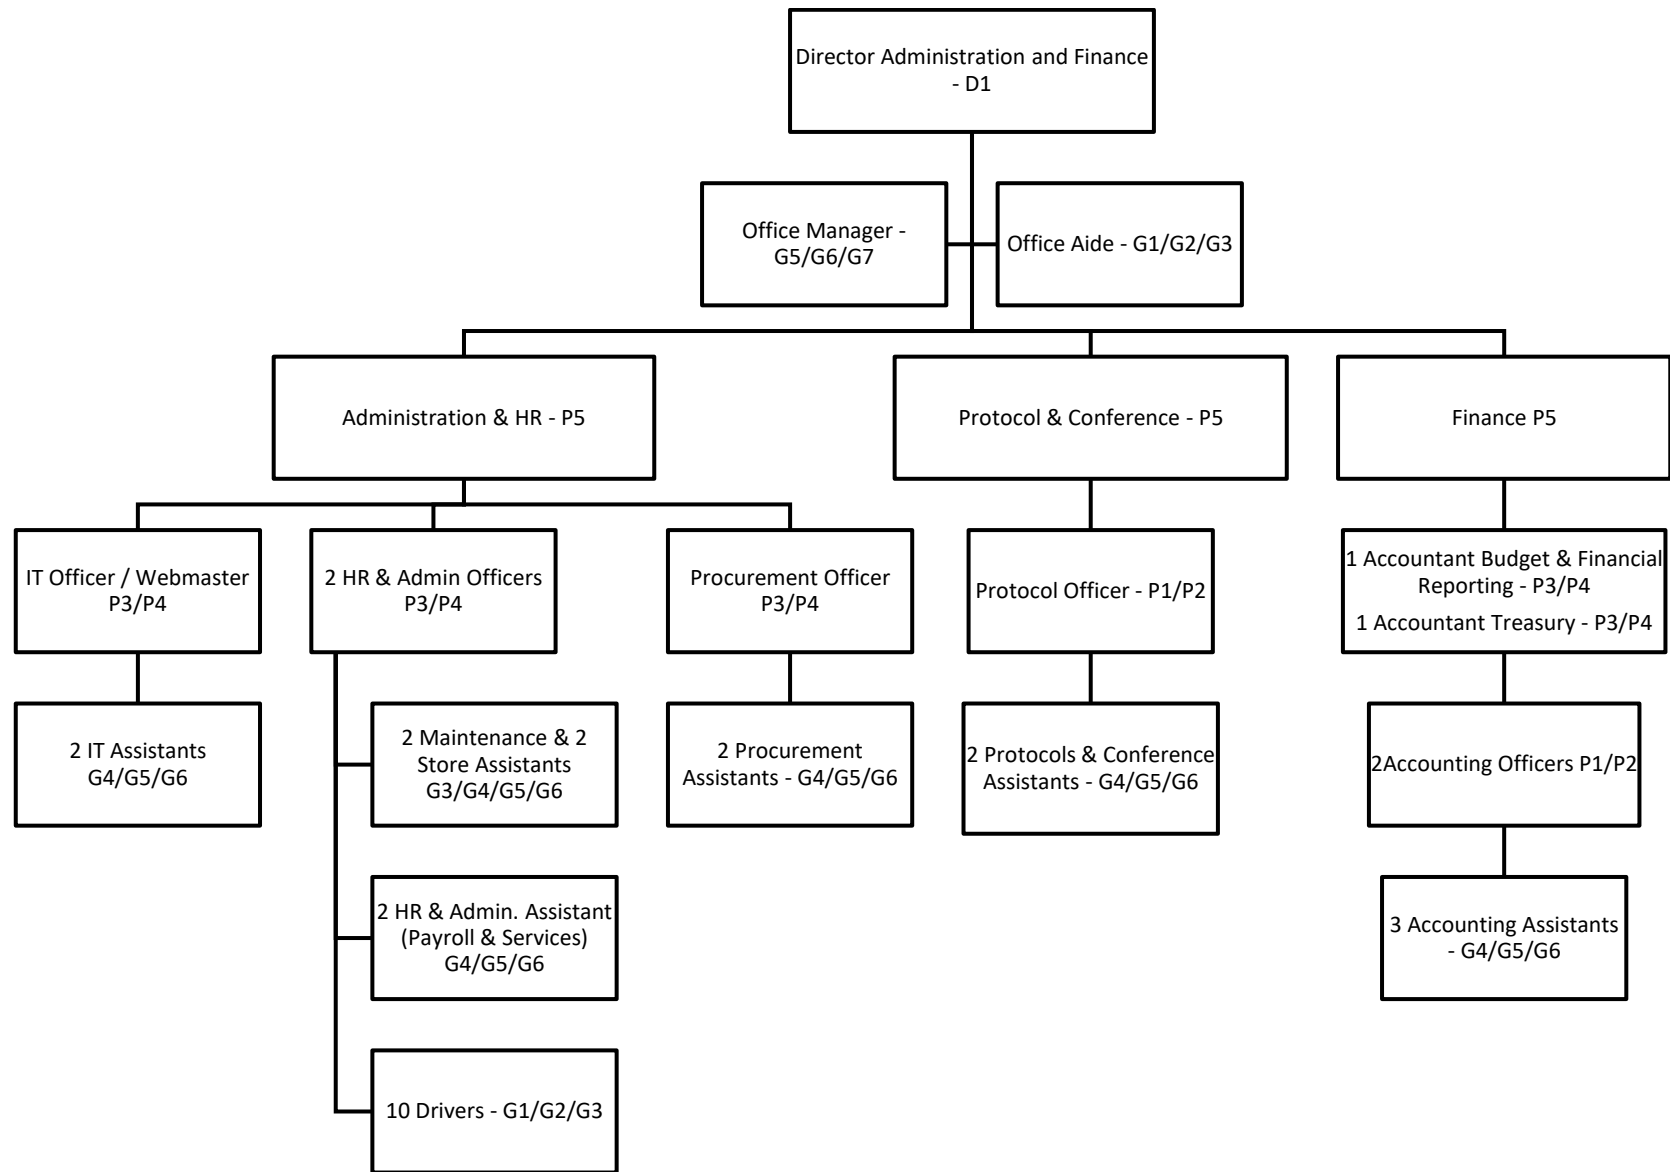 Director Administration and Finance
- D1
Office Manager -
G5/G6/G7
Office Aide - G1/G2/G3
Administration & HR - P5
Protocol & Conference - P5
Finance P5
IT Officer / Webmaster
P3/P4
2 HR & Admin Officers
P3/P4
Procurement Officer
P3/P4
Protocol Officer - P1/P2
1 Accountant Budget & Financial
Reporting - P3/P4
1 Accountant Treasury - P3/P4
2 IT Assistants
G4/G5/G6
2 Maintenance & 2
Store Assistants
G3/G4/G5/G6
2 Procurement
Assistants - G4/G5/G6
2 Protocols & Conference
Assistants - G4/G5/G6
2Accounting Officers P1/P2
2 HR & Admin. Assistant
(Payroll & Services)
G4/G5/G6
3 Accounting Assistants
- G4/G5/G6
10 Drivers - G1/G2/G3